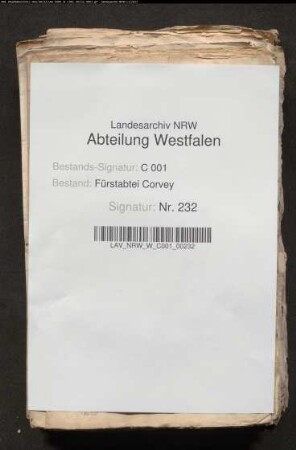 Landesarchiv NRW
Abteilung Westfalen
Bestands-Signatur: C 001
Bestand: Fürstabtei Corvey
Signatur: Nr. 232
LAV_NRW_W_C001_00232